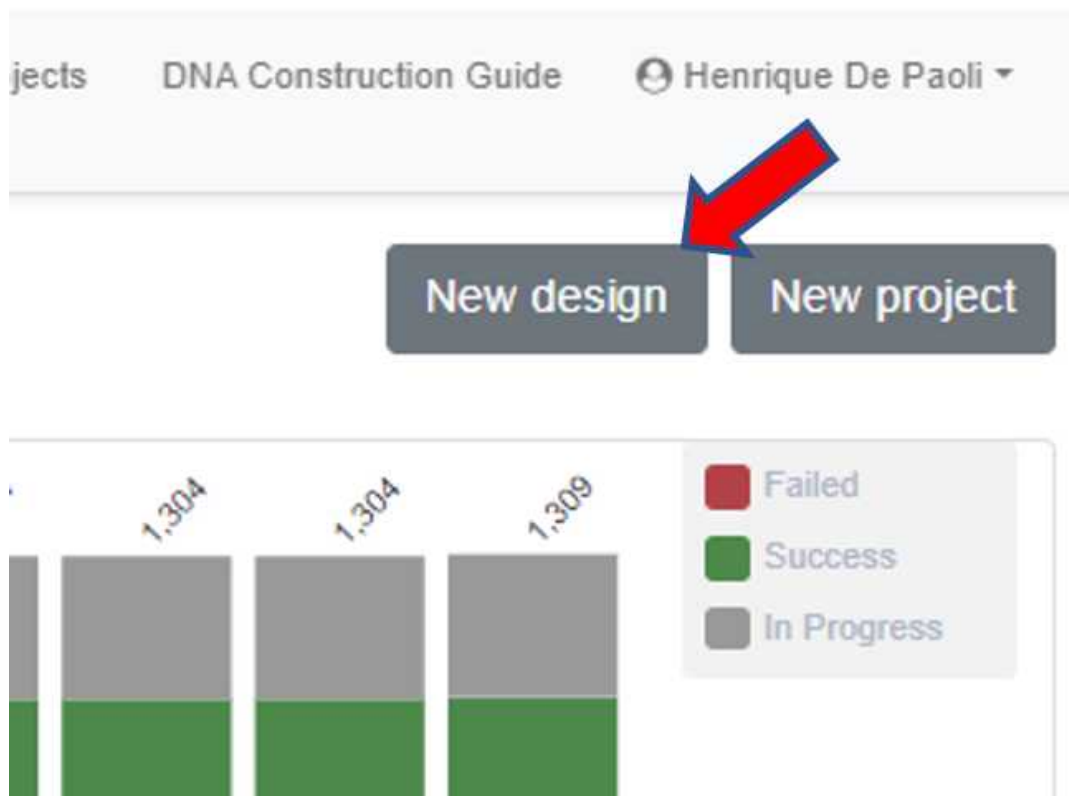 jects DNA Construction Guide Henrique De Paoli
New design New project
1,304 1,304 1,309
Failed
Success
In Progress